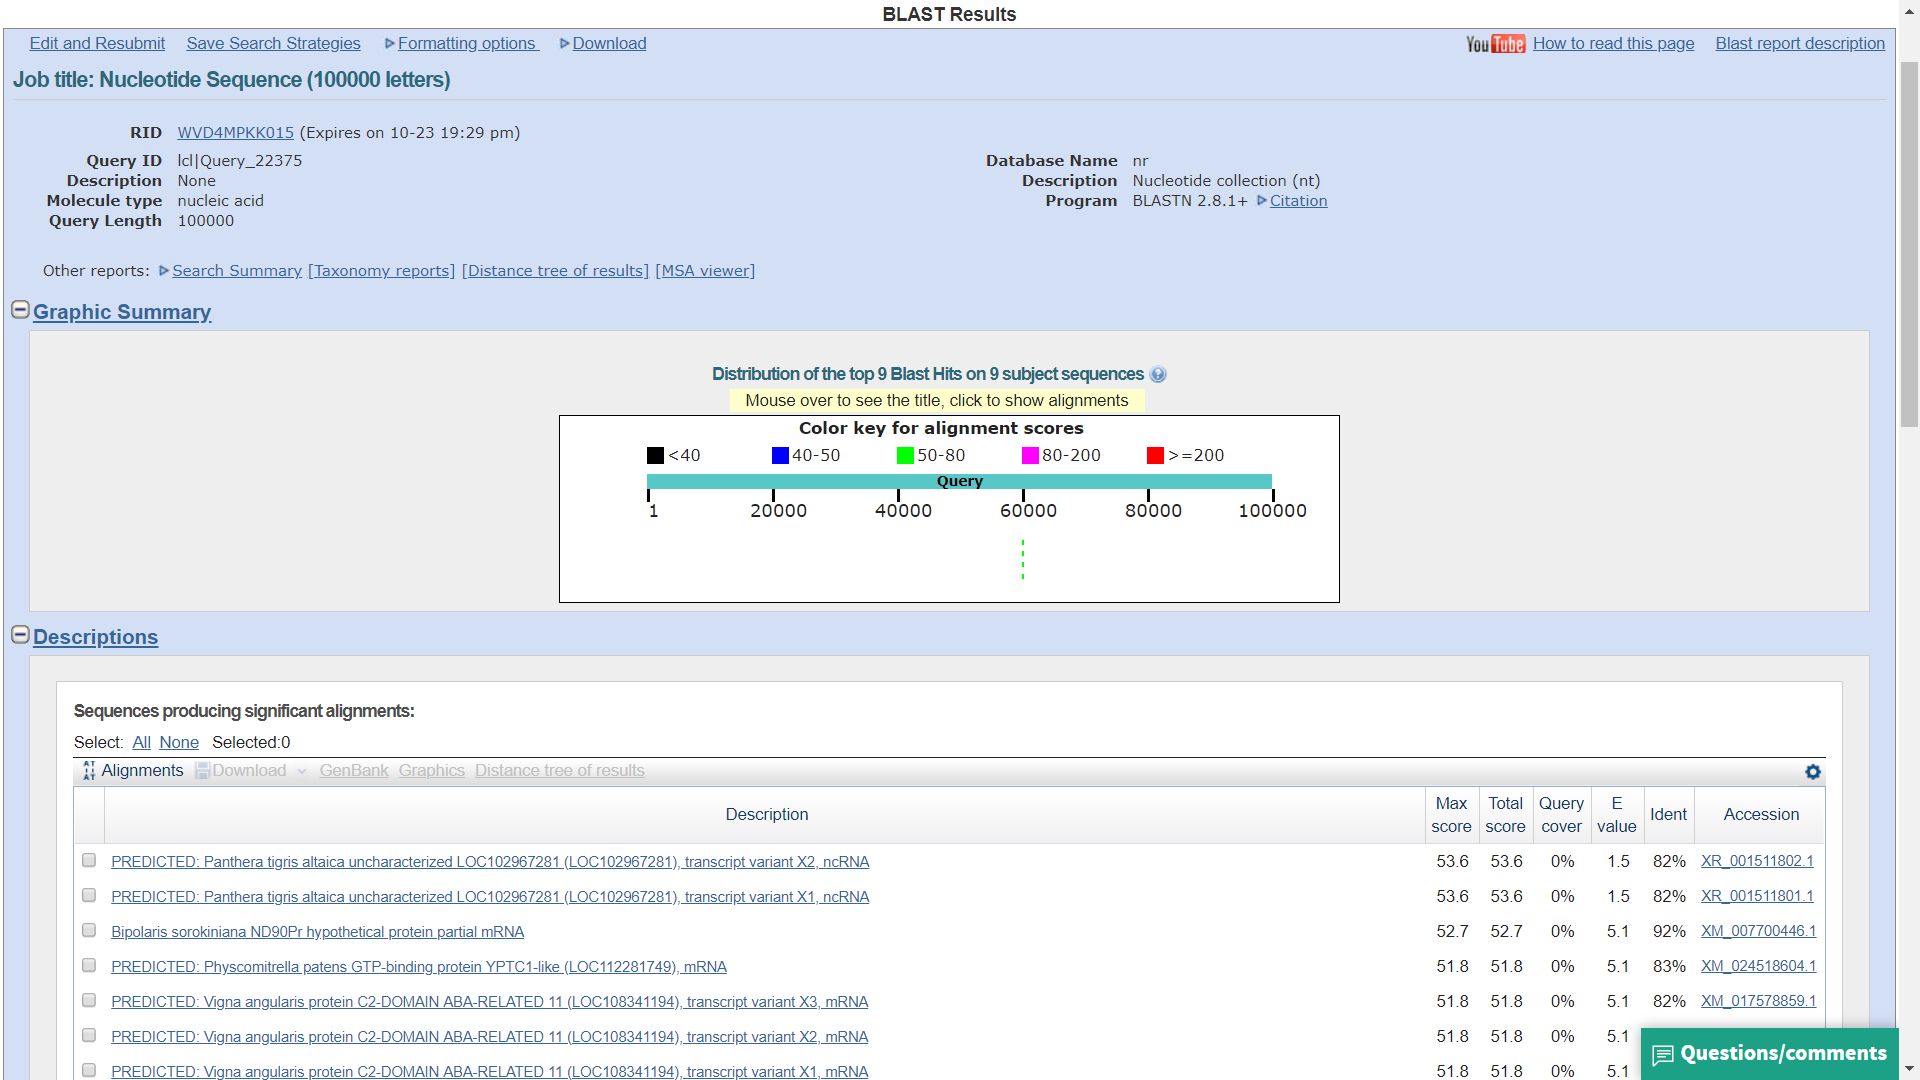 BLAST Results
Edit and Resubmit Save Search Strategies Formatting options Download YouTube How to read this page Blast report description
Job title: Nucleotide Sequence (100000 letters)
RID WVD4MPKK015 (Expires on 10-23 19:29 pm)
Query ID lcl|Query_22375 Database Name nr
Description None Description Nucleotide collection (nt)
Molecule type nucleic acid Program BLASTN 2.8.1+ Citation
Query Length 100000
Other reports: Search Summary [Taxonomy reports] [Distance tree of results] [MSA viewer]
Graphic Summary
Distribution of the top 9 Blast Hits on 9 subject sequences ?
Mouse over to see the title, click to show alignments
Color key for alignment scores
<40 40-50 50-80 80-200 >=200
Query
1 20000 40000 60000 80000 100000
Descriptions
Sequences producing significant alignments:
Select: All None Selected:0
Alignments Download GenBank Graphics Distance tree of results
Description Max score Total score Query cover E value Ident Accession
PREDICTED: Panthera tigris altaica uncharacterized LOC102967281 (LOC102967281), transcript variant X2, ncRNA 53.6 53.6 0% 1.5 82% XR_001511802.1
PREDICTED: Panthera tigris altaica uncharacterized LOC102967281 (LOC102967281), transcript variant X1, ncRNA 53.6 53.6 0% 1.5 82% XR_001511801.1
Bipolaris sorokiniana ND90Pr hypothetical protein partial mRNA 52.7 52.7 0% 5.1 92% XM_007700446.1
PREDICTED: Physcomitrella patens GTP-binding protein YPTC1-like (LOC112281749), mRNA 51.8 51.8 0% 5.1 83% XM_024518604.1
PREDICTED: Vigna angularis protein C2-DOMAIN ABA-RELATED 11 (LOC108341194), transcript variant X3, mRNA 51.8 51.8 0% 5.1 82% XM_017578859.1
PREDICTED: Vigna angularis protein C2-DOMAIN ABA-RELATED 11 (LOC108341194), transcript variant X2, mRNA 51.8 51.8 0% 5.1
PREDICTED: Vigna angularis protein C2-DOMAIN ABA-RELATED 11 (LOC108341194), transcript variant X1, mRNA 51.8 51.8 0% 5.1
Questions/comments